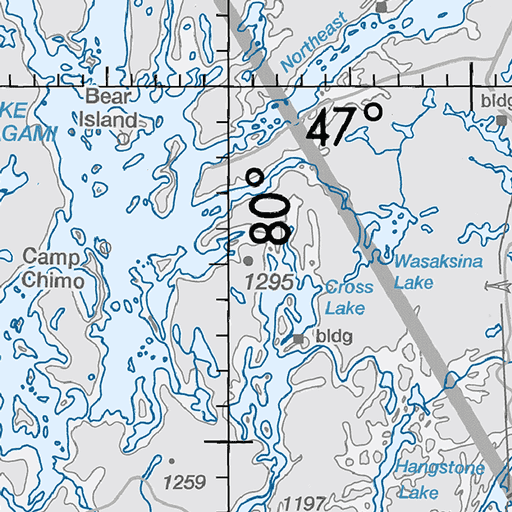 Northeast
KE
AGAMI
Bear
Island
bldg
47°
80°
Camp
Chimo
1295
Cross
Lake
Wasaksina
Lake
bldg
Hangstone
Lake
1259
1197